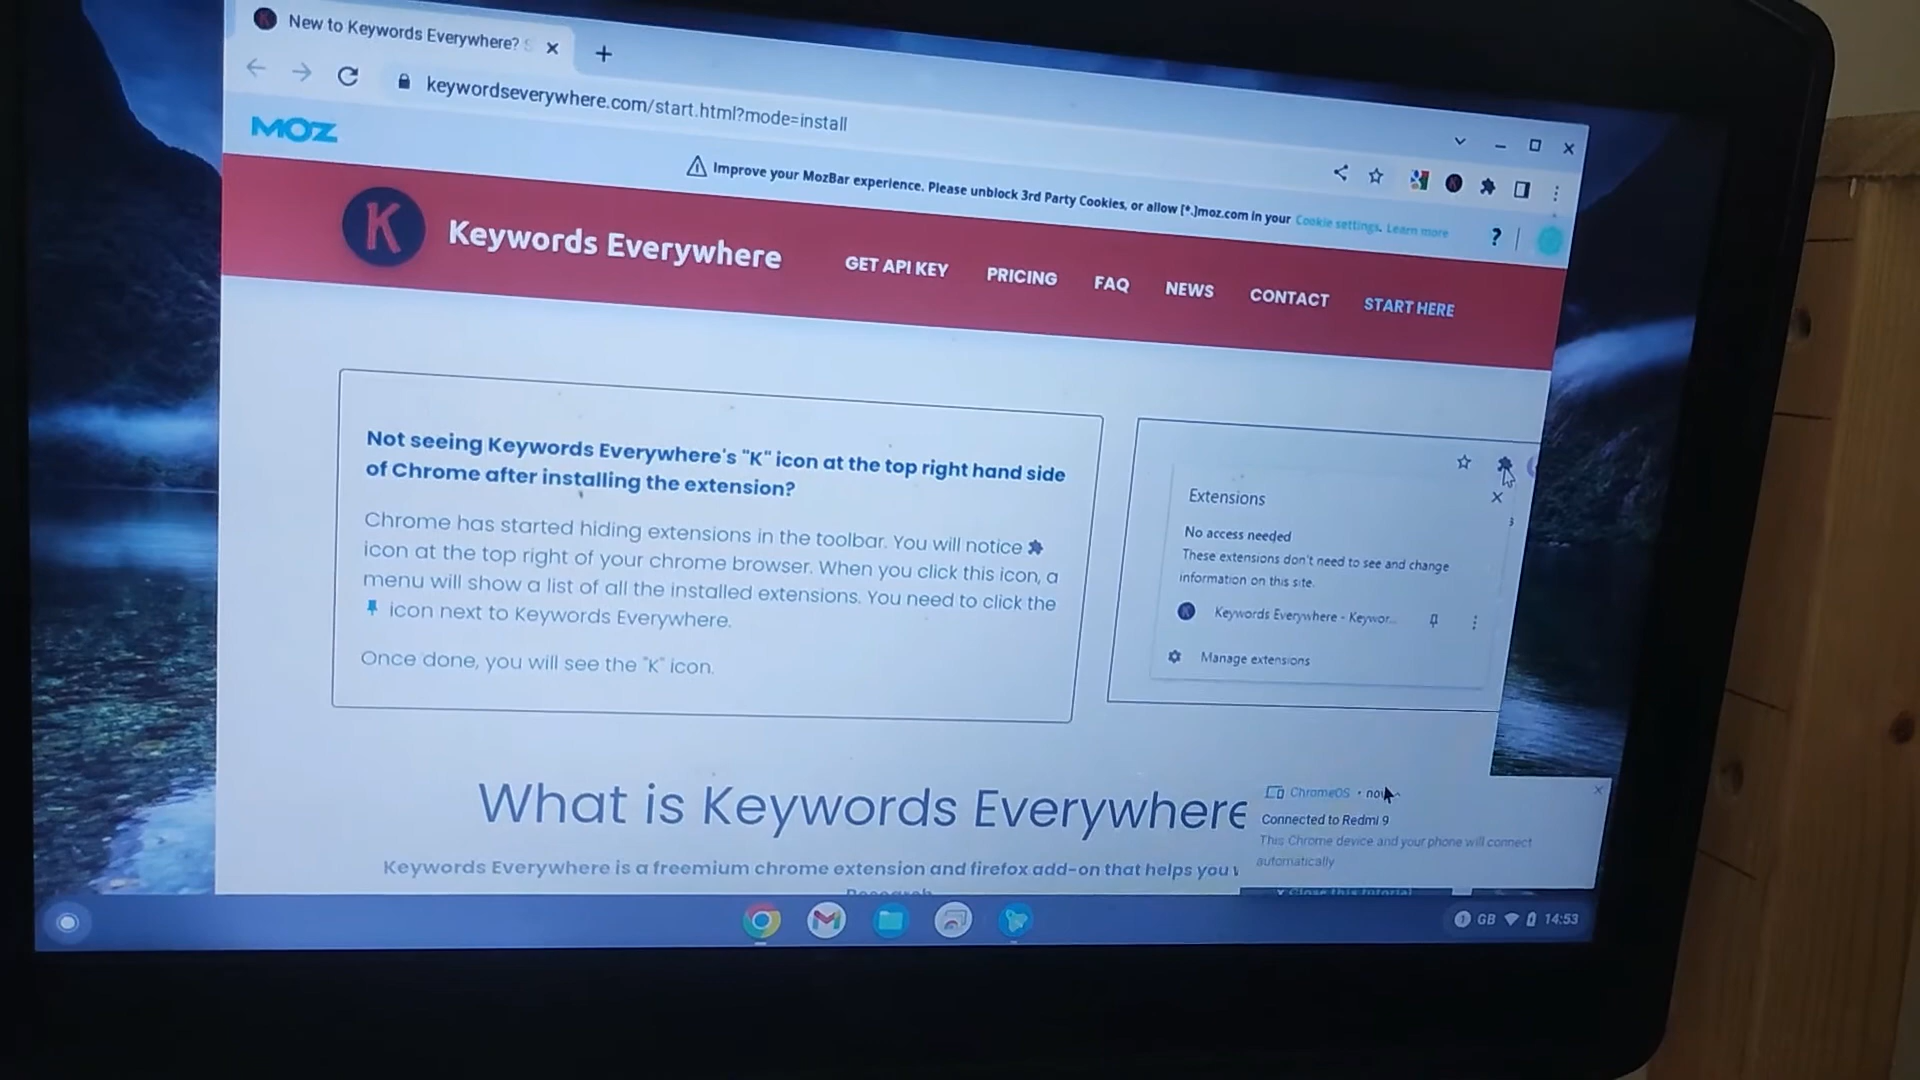 New to Keywords Everywhere?
keywordseverywhere.com/start.html?mode=install
MOZ
Improve your MozBar experience. Please unblock 3rd Party Cookies, or allow [*.]moz.com in your Cookie settings. Learn more
?
K
Keywords Everywhere
GET API KEY
PRICING
FAQ
NEWS
CONTACT
START HERE
Not seeing Keywords Everywhere's "K" icon at the top right hand side
of Chrome after installing the extension?
Chrome has started hiding extensions in the toolbar. You will notice
icon at the top right of your chrome browser. When you click this icon, a
menu will show a list of all the installed extensions. You need to click the
icon next to Keywords Everywhere.
Once done, you will see the "K" icon.
Extensions
No access needed
These extensions don't need to see and change
information on this site.
Keywords Everywhere - Keywor...
Manage extensions
What is Keywords Everywhere
Keywords Everywhere is a freemium chrome extension and firefox add-on that helps you
ChromeOS • now
Connected to Redmi 9
This Chrome device and your phone will connect
automatically
1 GB 14:53